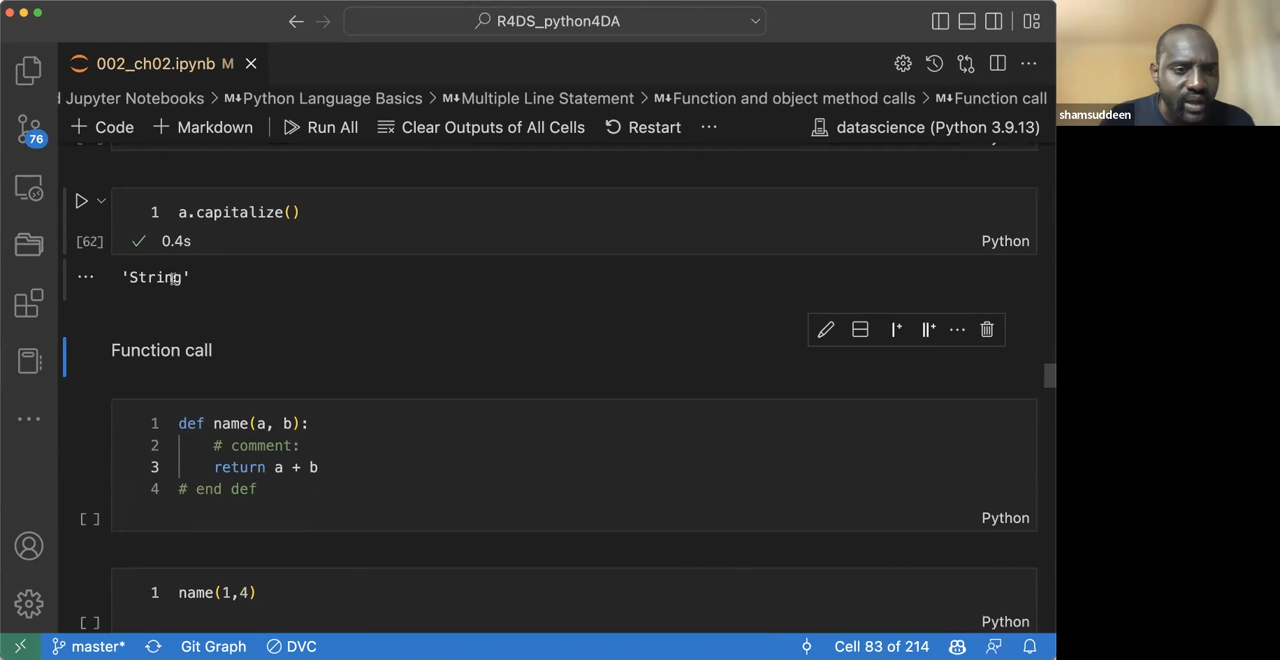 R4DS_python4DA
002_ch02.ipynb M
Jupyter Notebooks > M↓Python Language Basics > M↓Multiple Line Statement > M↓Function and object method calls > M↓Function call
+ Code + Markdown Run All Clear Outputs of All Cells Restart ... datascience (Python 3.9.13)
shamsuddeen
76
1 a.capitalize()
[62] 0.4s Python
... 'String'
Function call
1 def name(a, b):
2 # comment:
3 return a + b
4 # end def
[ ] Python
1 name(1,4)
[ ] Python
master* Git Graph DVC Cell 83 of 214